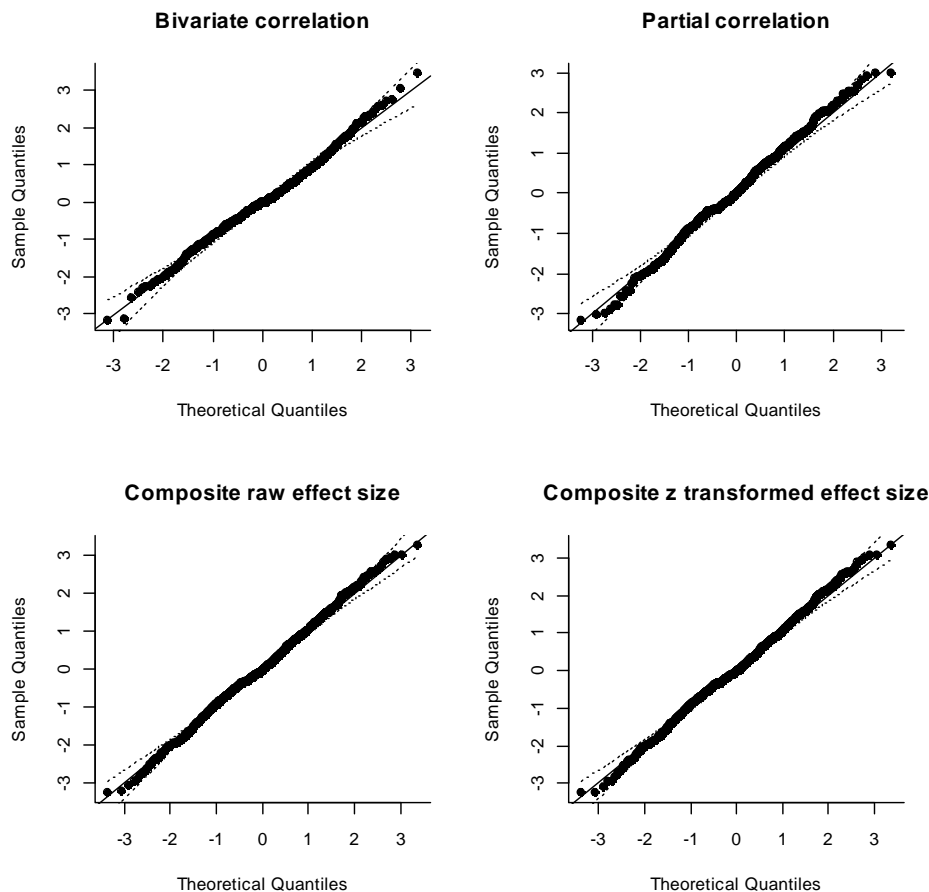 Bivariate correlation
Partial correlation
3
2
1
0
-1
-2
-3
Sample Quantiles
-3 -2 -1 0 1 2 3
Theoretical Quantiles
3
2
1
0
-1
-2
-3
Sample Quantiles
-3 -2 -1 0 1 2 3
Theoretical Quantiles
Composite raw effect size
Composite z transformed effect size
3
2
1
0
-1
-2
-3
Sample Quantiles
-3 -2 -1 0 1 2 3
Theoretical Quantiles
3
2
1
0
-1
-2
-3
Sample Quantiles
-3 -2 -1 0 1 2 3
Theoretical Quantiles